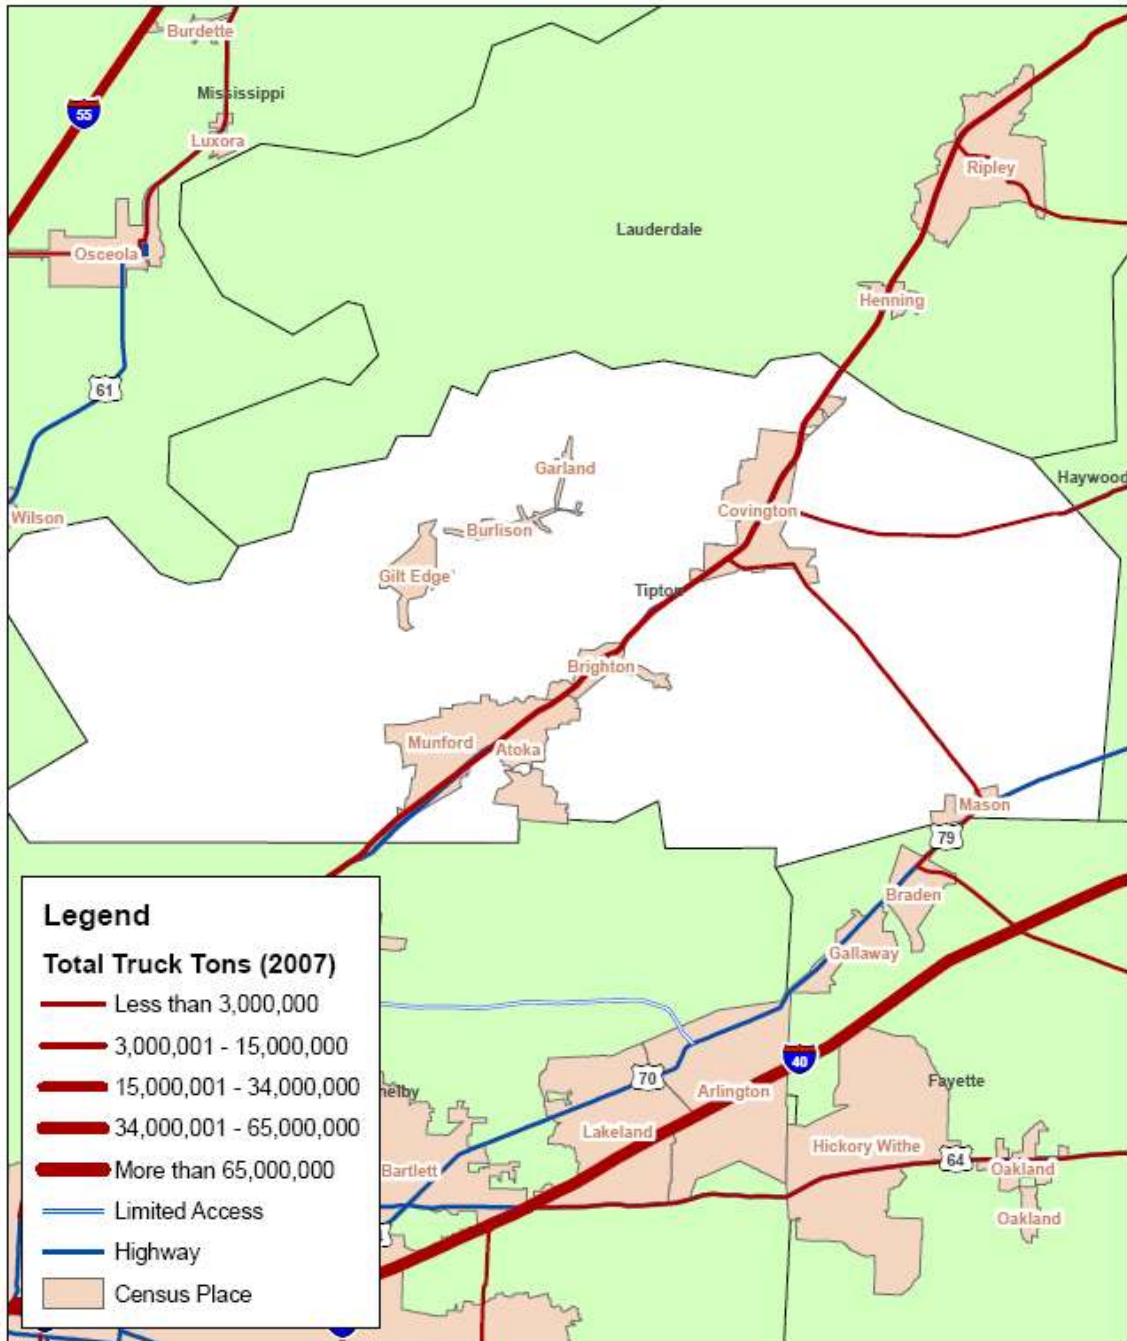 Burdette
Mississippi
55
Luxora
Ripley
Lauderdale
Osceola
Henning
61
Garland
Haywood
Wilson
Covington
Burlison
Gilt Edge
Tipton
Brighton
Munford
Atoka
Mason
79
Braden
Gallaway
Legend
Total Truck Tons (2007)
Less than 3,000,000
3,000,001 - 15,000,000
15,000,001 - 34,000,000
34,000,001 - 65,000,000
More than 65,000,000
Limited Access
Highway
Census Place
40
70
Arlington
Fayette
helby
Lakeland
Hickory Withe
64
Oakland
Bartlett
Oakland